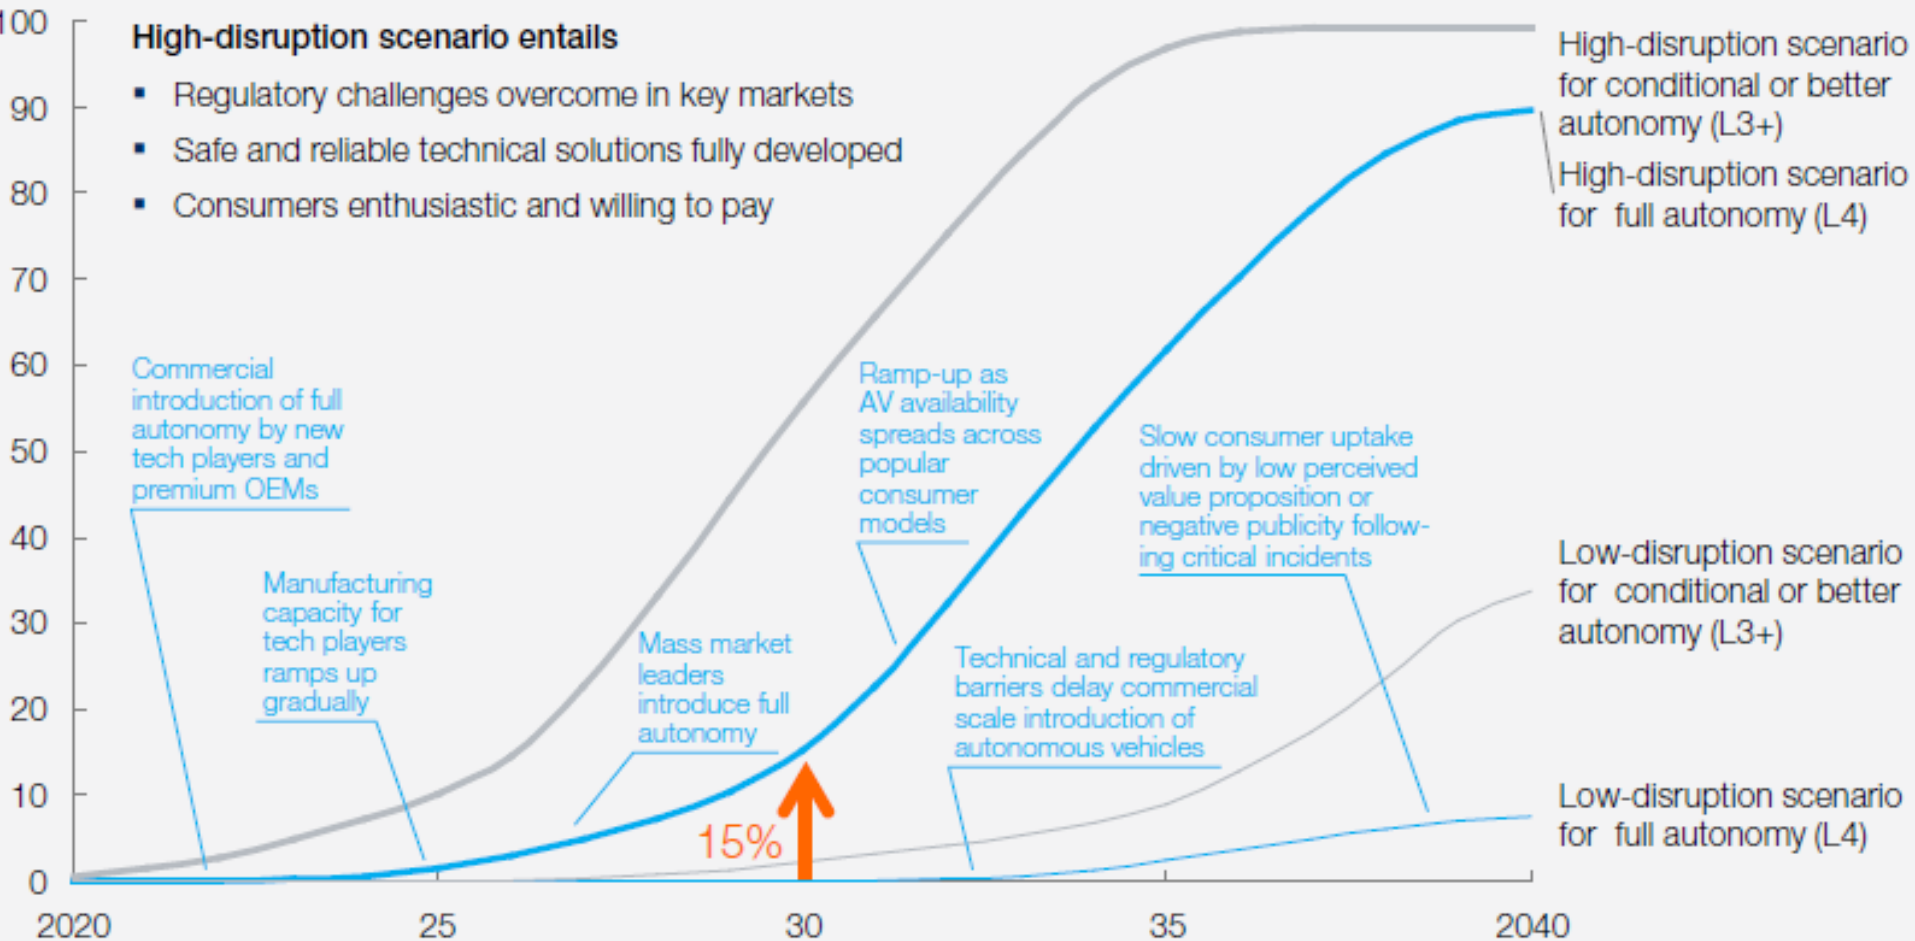 100
90
80
70
60
50
40
30
20
10
0
High-disruption scenario entails
▪ Regulatory challenges overcome in key markets
▪ Safe and reliable technical solutions fully developed
▪ Consumers enthusiastic and willing to pay
Commercial
introduction of full
autonomy by new
tech players and
premium OEMs
Manufacturing
capacity for
tech players
ramps up
gradually
Mass market
leaders
introduce full
autonomy
15%
Ramp-up as
AV availability
spreads across
popular
consumer
models
Technical and regulatory
barriers delay commercial
scale introduction of
autonomous vehicles
Slow consumer uptake
driven by low perceived
value proposition or
negative publicity follow-
ing critical incidents
High-disruption scenario
for conditional or better
autonomy (L3+)
High-disruption scenario
for full autonomy (L4)
Low-disruption scenario
for conditional or better
autonomy (L3+)
Low-disruption scenario
for full autonomy (L4)
2020
25
30
35
2040